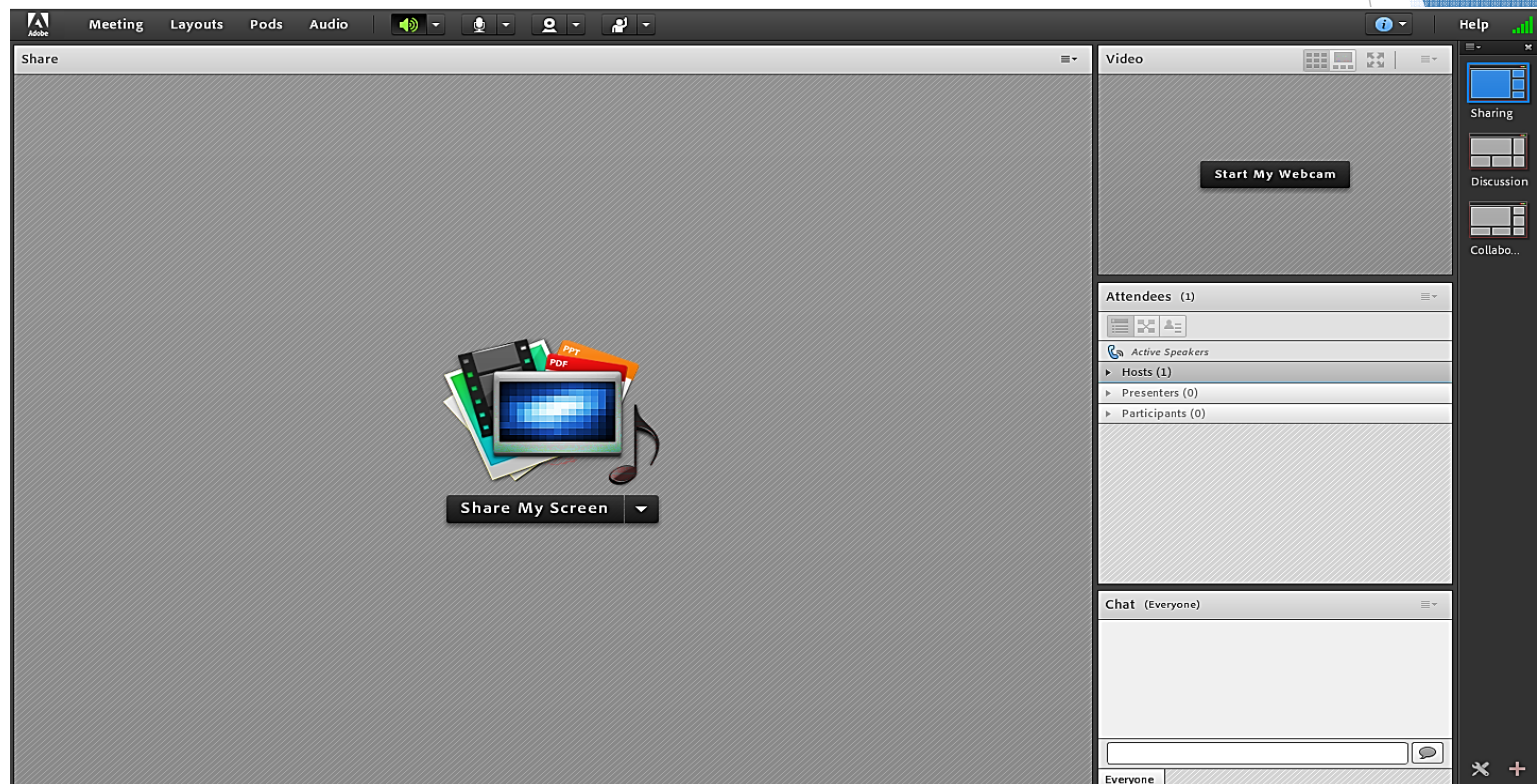 Adobe
Meeting Layouts Pods Audio Help
Share
Video
Sharing
Discussion
Collabo...
Start My Webcam
Attendees (1)
Active Speakers
Hosts (1)
Presenters (0)
Participants (0)
PPT
PDF
Share My Screen
Chat (Everyone)
Everyone